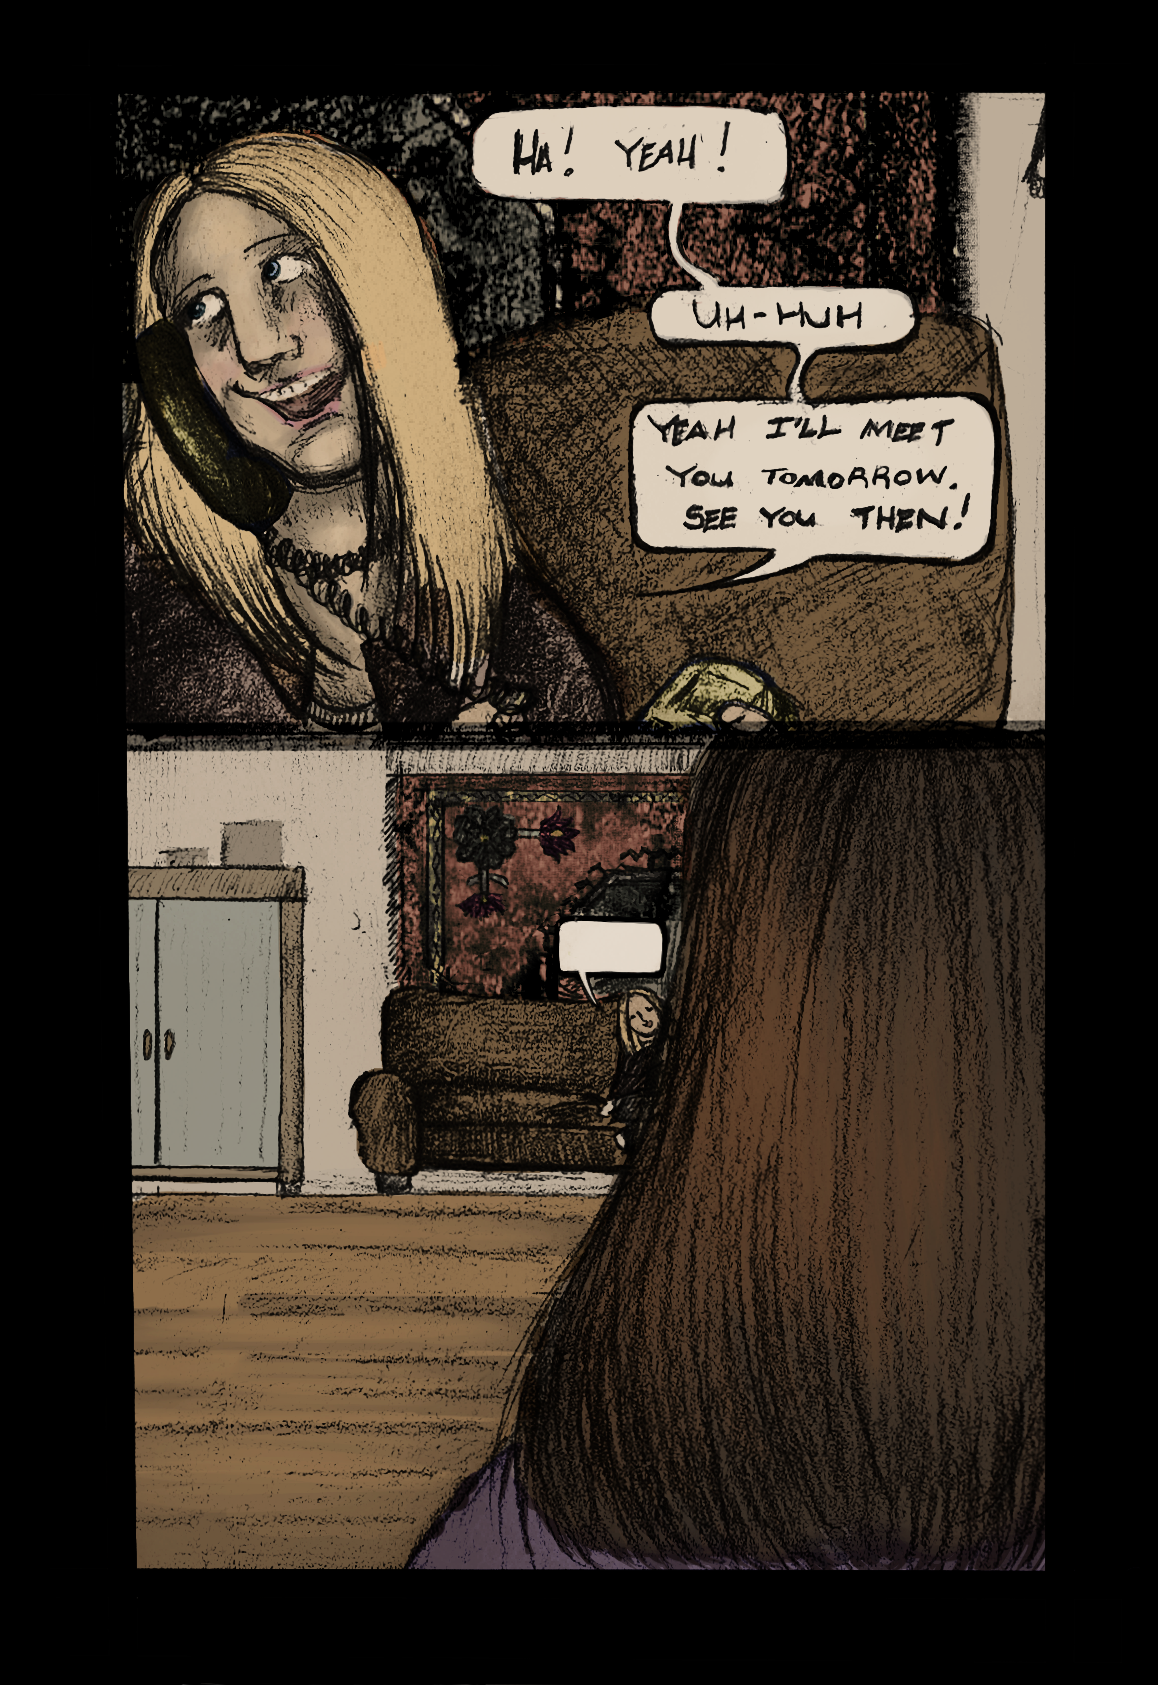 HA! YEAH!
UH-HUH
YEAH I'LL MEET
YOU TOMORROW.
SEE YOU THEN!